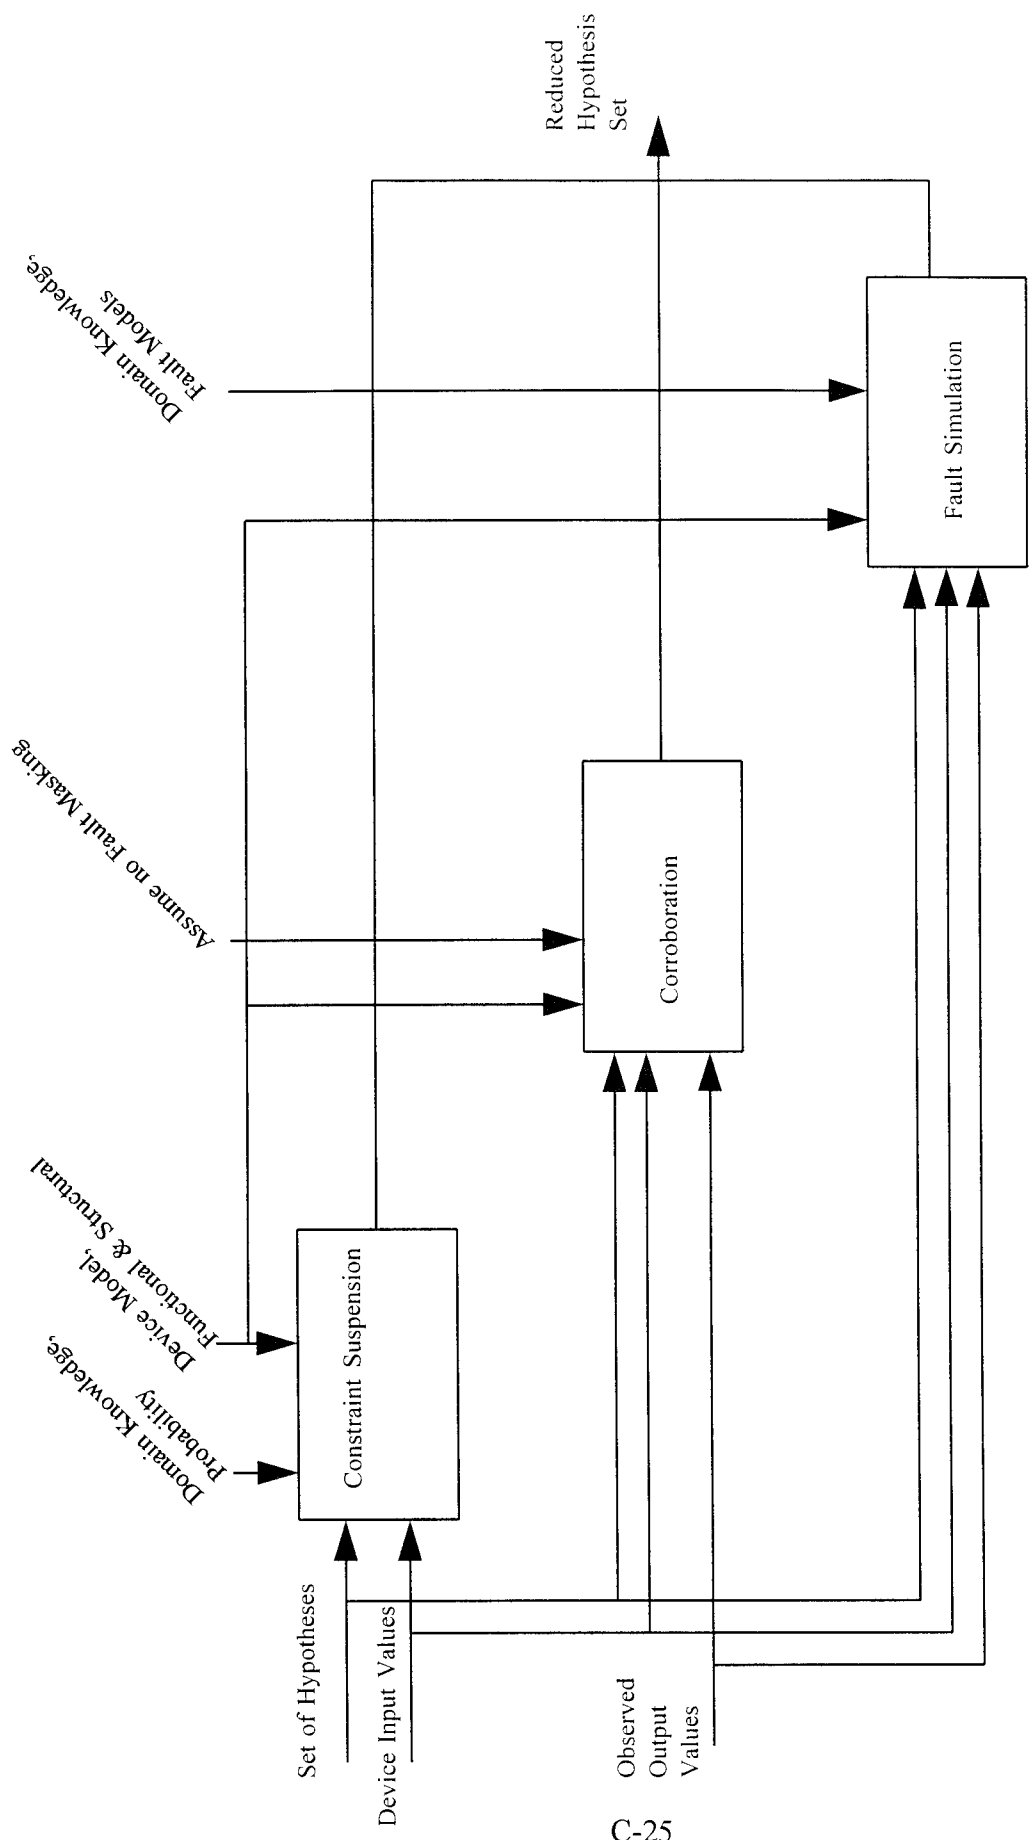 Domain Knowledge,
Probability
Device Model,
Functional & Structural
Assume no Fault Masking
Domain Knowledge,
Fault Models
Set of Hypotheses
Device Input Values
Constraint Suspension
Observed
Output
Values
Corroboration
Reduced
Hypothesis
Set
Fault Simulation
C-25